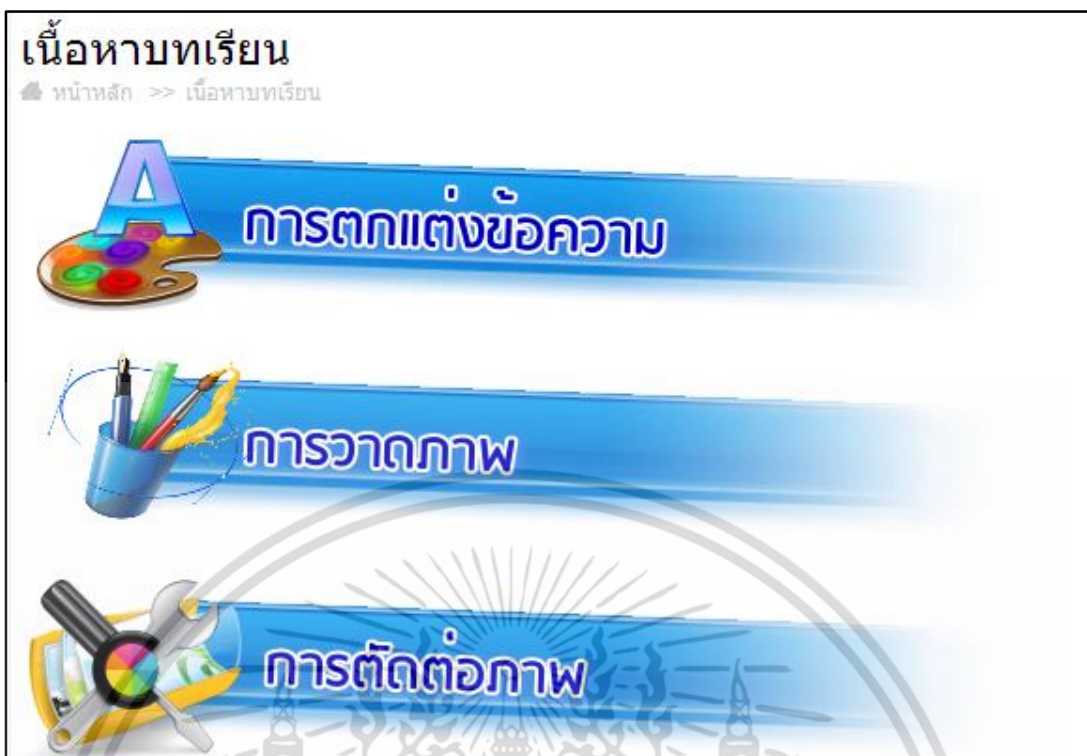 เนื้อหาบทเรียน
หน้าหลัก >> เนื้อหาบทเรียน
A
การตกแต่งข้อความ
การวาดภาพ
การตัดต่อภาพ